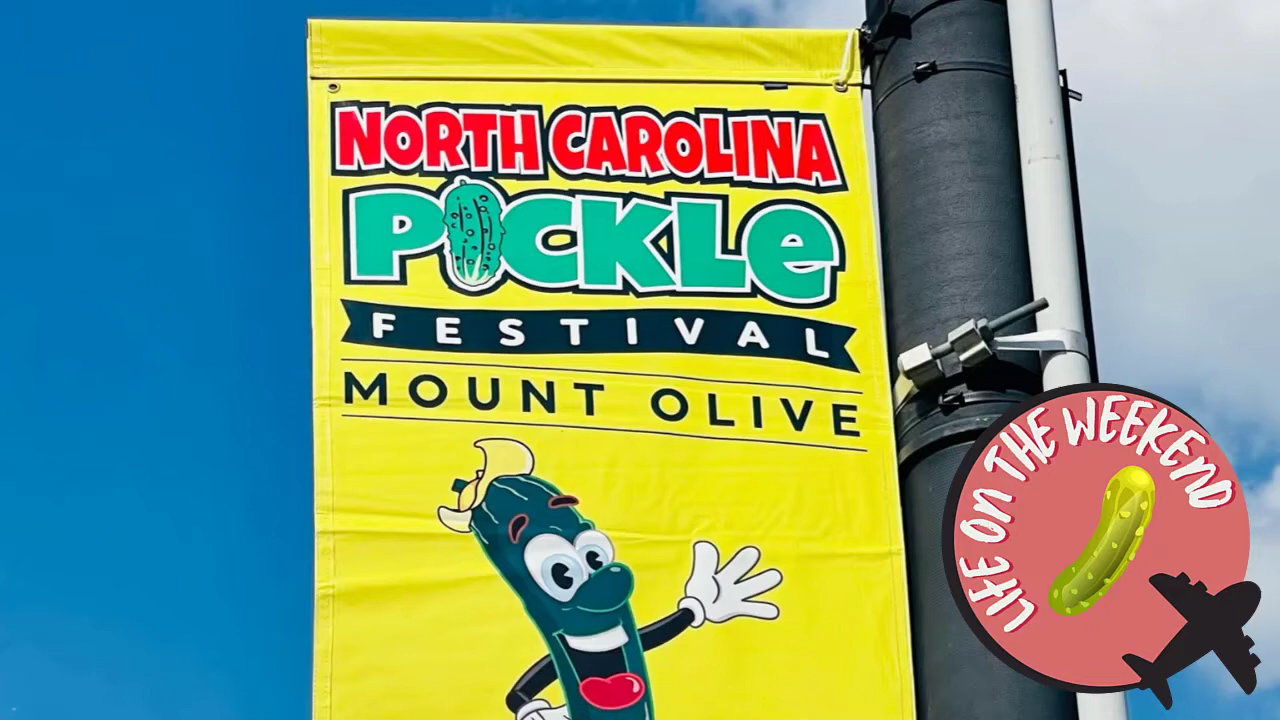 NORTH CAROLINA
PICKLe
FESTIVAL
MOUNT OLIVE
LIFE ON THE WEEKEND